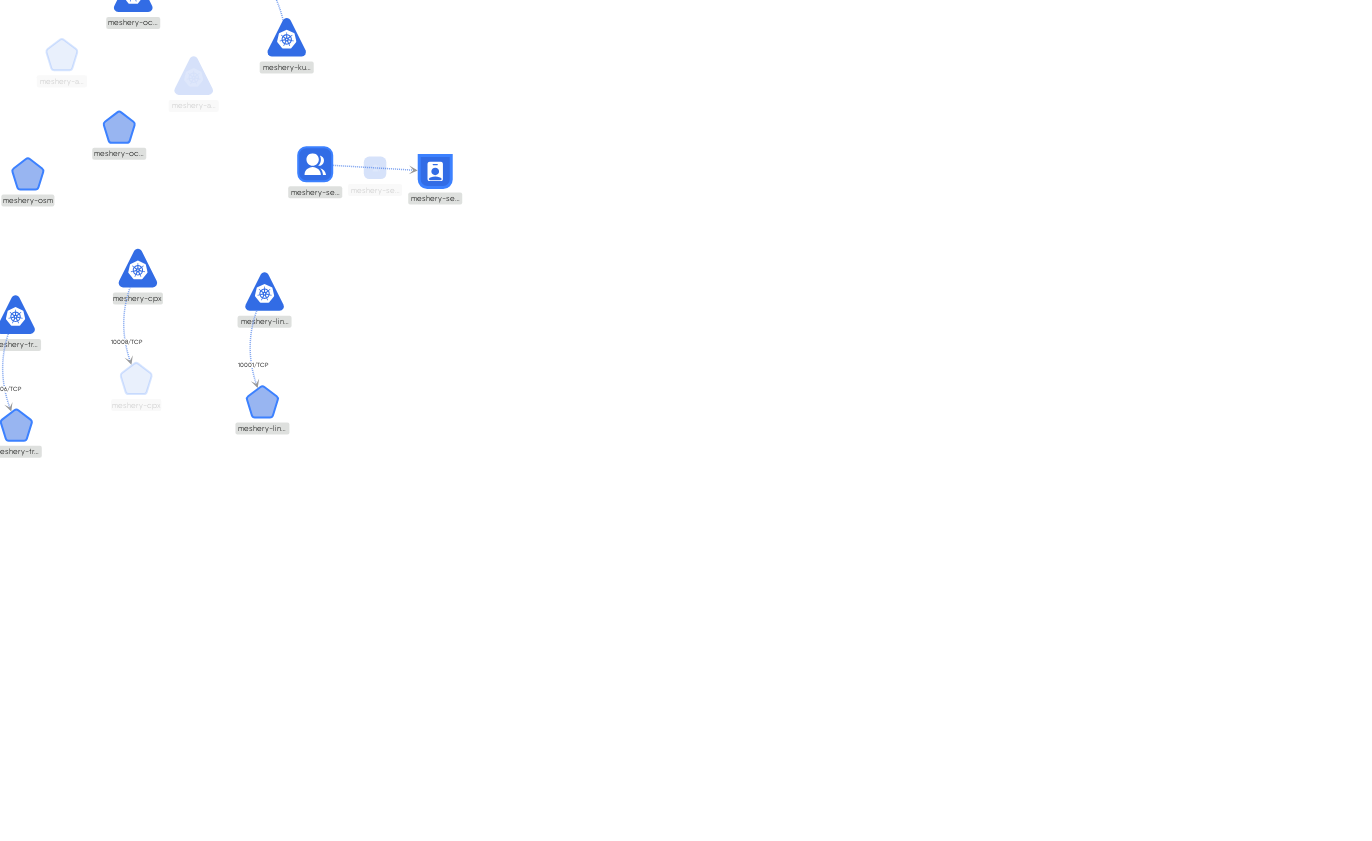 meshery-oc...
meshery-ku...
meshery-s...
meshery-s...
meshery-oc...
meshery-se...
meshery-se...
meshery-se...
meshery-osm
meshery-cpx
meshery-lin...
eshery-tr...
10008/TCP
10001/TCP
06/TCP
meshery-cpx
meshery-lin...
eshery-tr...